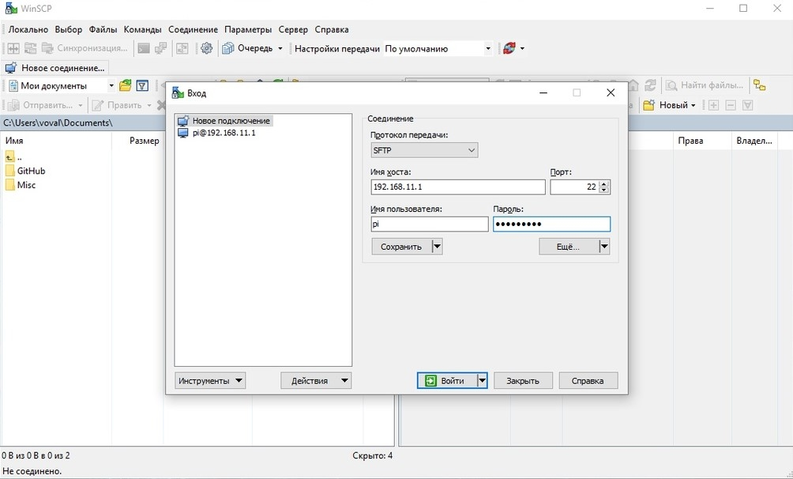 WinSCP
Локально Выбор Файлы Команды Соединение Параметры Сервер Справка
Синхронизация... Очередь Настройки передачи По умолчанию
Новое соединение...
Мои документы Найти файлы...
Отправить... Править Новый
C:\Users\voval\Documents\
Имя Размер Права Владел...
..
GitHub
Misc
Вход
Новое подключение
pi@192.168.11.1
Соединение
Протокол передачи:
SFTP
Имя хоста: Порт:
192.168.11.1 22
Имя пользователя: Пароль:
pi •••••••••
Сохранить Ещё...
Инструменты Действия Войти Закрыть Справка
0 B из 0 B в 0 из 2 Скрыто: 4
Не соединено.